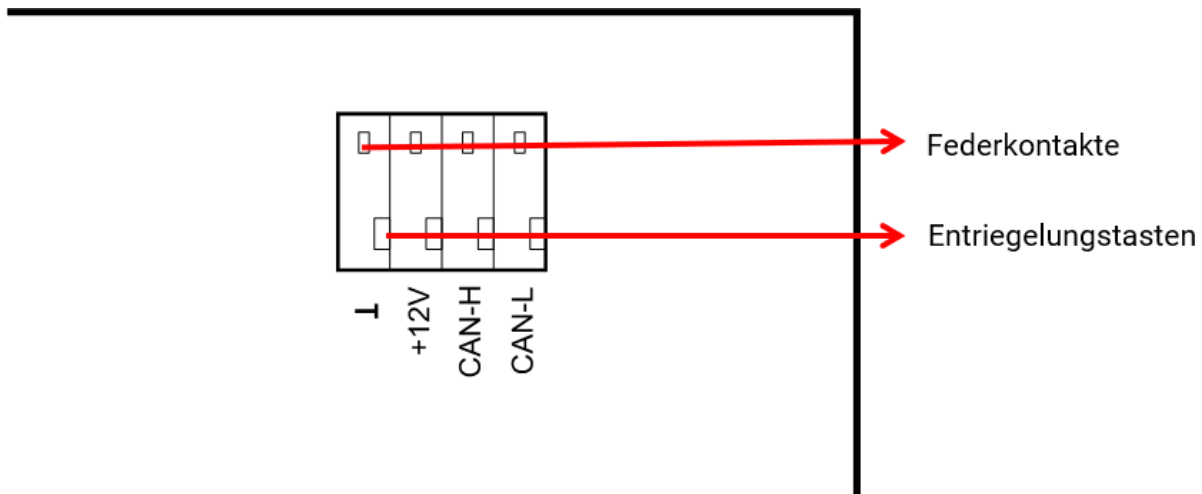 Federkontakte
Entriegelungstasten
⊥
+12V
CAN-H
CAN-L